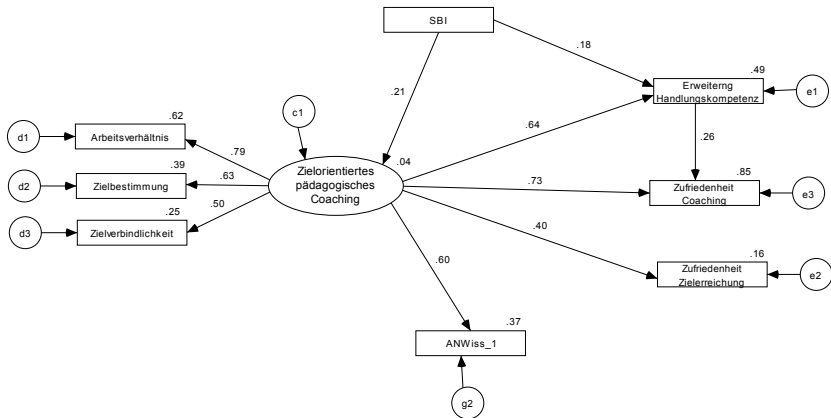 SBI
.18
.49
Erweiterng
Handlungskompetenz
e1
.21
c1
.62
.64
.26
d1
Arbeitsverhältnis
.79
.04
.39
Zielorientiertes
pädagogisches
Coaching
.85
d2
Zielbestimmung
.63
.73
Zufriedenheit
Coaching
e3
.25
.50
d3
Zielverbindlichkeit
.40
.16
.60
Zufriedenheit
Zielerreichung
e2
.37
ANWiss_1
g2